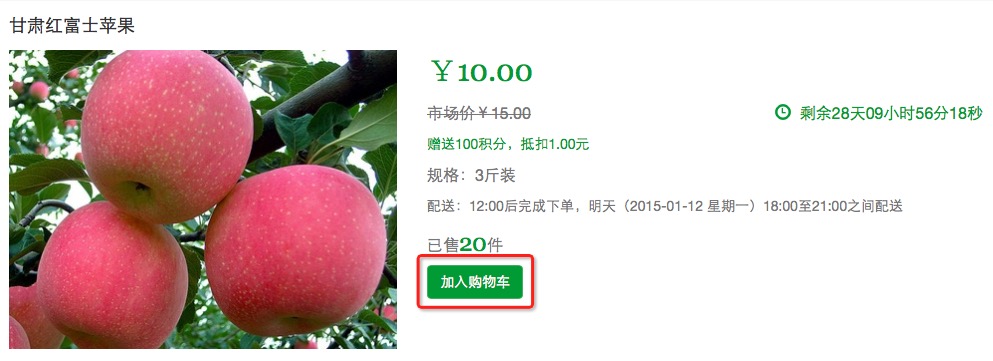 甘肃红富士苹果
￥10.00
市场价￥15.00
剩余28天09小时56分18秒
赠送100积分，抵扣1.00元
规格：3斤装
配送：12:00后完成下单，明天（2015-01-12 星期一）18:00至21:00之间配送
已售20件
加入购物车